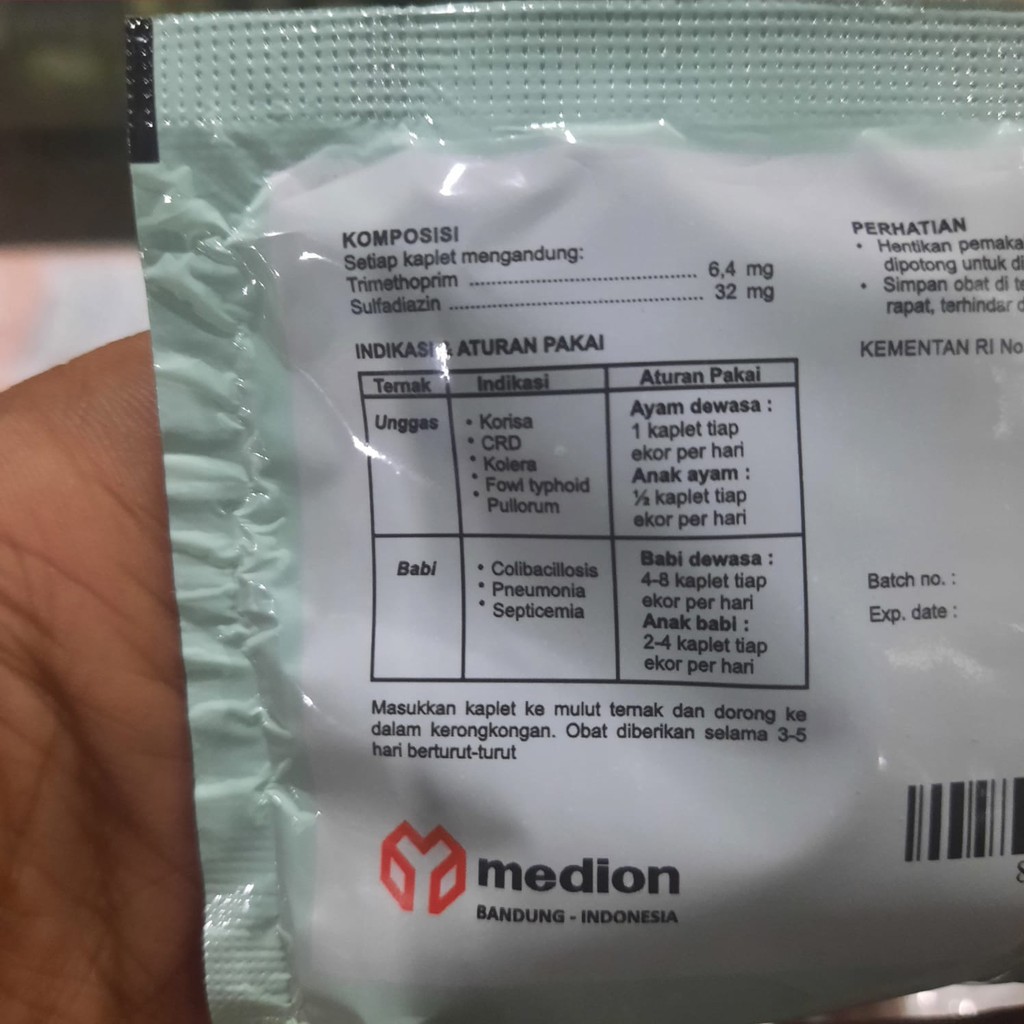 KOMPOSISI
Setiap kaplet mengandung:
Trimethoprim ........................................ 6,4 mg
Sulfadiazin ............................................ 32 mg
INDIKASI & ATURAN PAKAI
Ternak Indikasi Aturan Pakai
Unggas
• Korisa
• CRD
• Kolera
• Fowl typhoid
• Pullorum
Ayam dewasa :
1 kaplet tiap
ekor per hari
Anak ayam :
½ kaplet tiap
ekor per hari
Babi
• Colibacillosis
• Pneumonia
• Septicemia
Babi dewasa :
4-8 kaplet tiap
ekor per hari
Anak babi :
2-4 kaplet tiap
ekor per hari
Masukkan kaplet ke mulut ternak dan dorong ke
dalam kerongkongan. Obat diberikan selama 3-5
hari berturut-turut
medion
BANDUNG - INDONESIA
PERHATIAN
• Hentikan pemaka
dipotong untuk di
• Simpan obat di te
rapat, terhindar d
KEMENTAN RI No
Batch no. :
Exp. date :